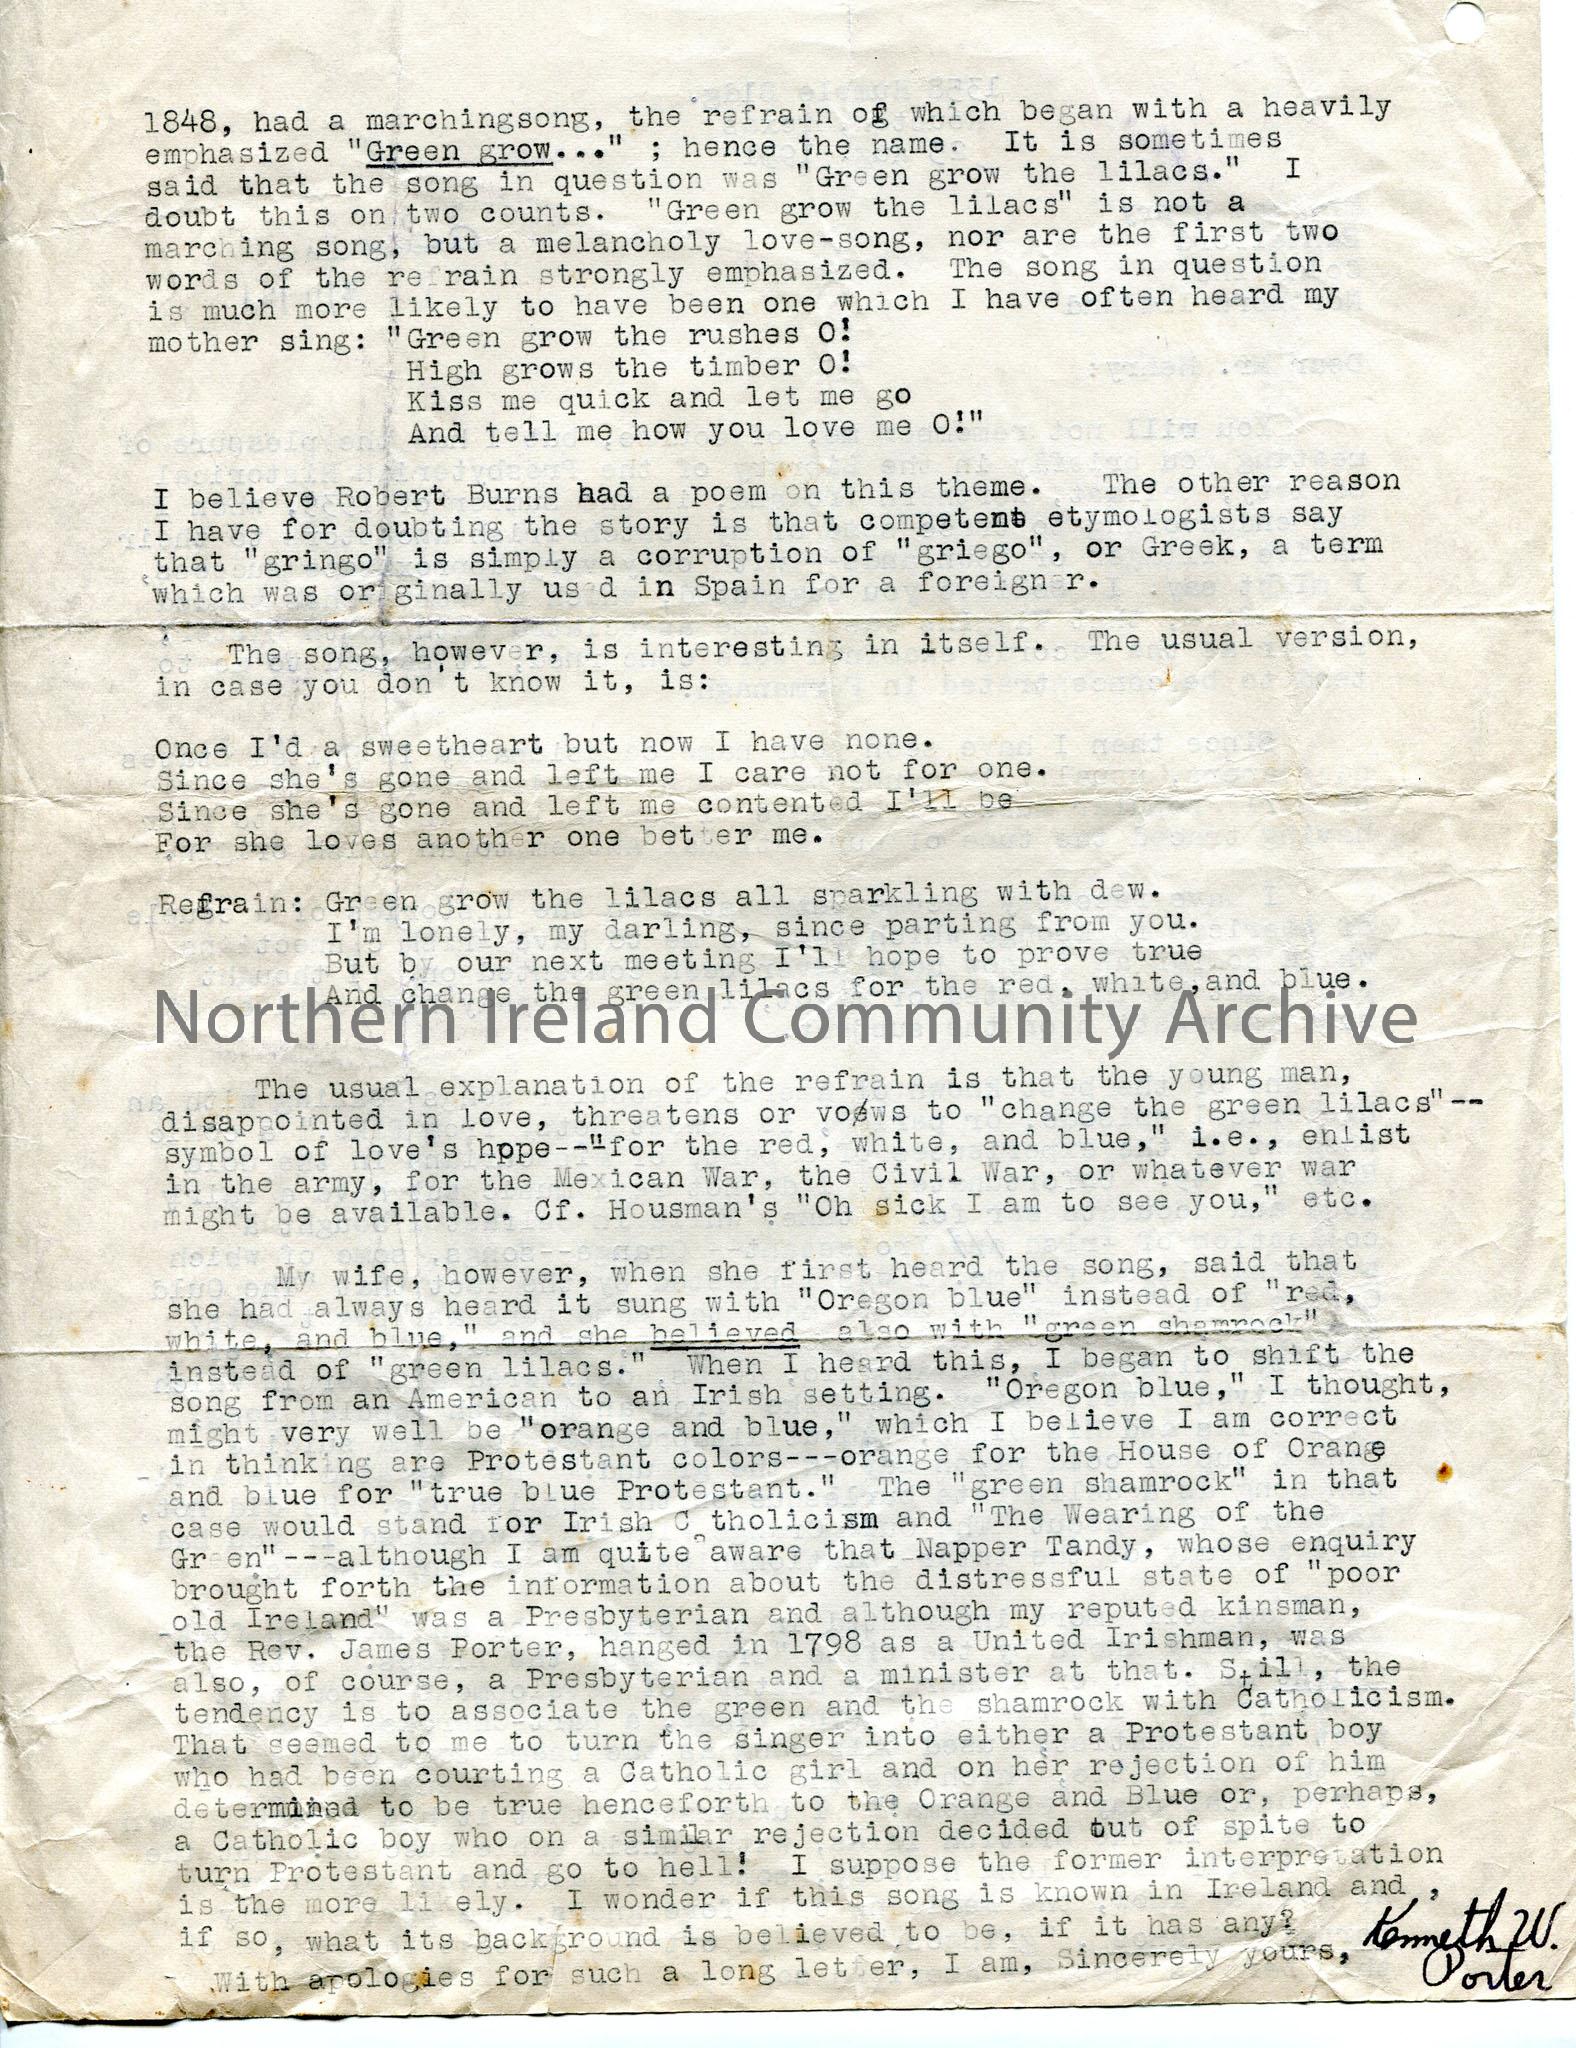 1848, had a marchingsong, the refrain of which began with a heavily
emphasized "Green grow..." ; hence the name. It is sometimes
said that the song in question was "Green grow the lilacs." I
doubt this on two counts. "Green grow the lilacs" is not a
marching song, but a melancholy love-song, nor are the first two
words of the refrain strongly emphasized. The song in question
is much more likely to have been one which I have often heard my
mother sing: "Green grow the rushes O!
High grows the timber O!
Kiss me quick and let me go
And tell me how you love me O!"
I believe Robert Burns had a poem on this theme. The other reason
I have for doubting the story is that competent etymologists say
that "gringo" is simply a corruption of "griego", or Greek, a term
which was originally used in Spain for a foreigner.
The song, however, is interesting in itself. The usual version,
in case you don't know it, is:
Once I'd a sweetheart but now I have none.
Since she's gone and left me I care not for one.
Since she's gone and left me contented I'll be
For she loves another one better me.
Refrain: Green grow the lilacs all sparkling with dew.
I'm lonely, my darling, since parting from you.
But by our next meeting I'll hope to prove true
And change the green lilacs for the red, white,and blue.
Northern Ireland Community Archive
The usual explanation of the refrain is that the young man,
disappointed in love, threatens or vows to "change the green lilacs"--
symbol of love's hppe--"for the red, white, and blue," i.e., enlist
in the army, for the Mexican War, the Civil War, or whatever war
might be available. Cf. Housman's "Oh sick I am to see you," etc.
My wife, however, when she first heard the song, said that
she had always heard it sung with "Oregon blue" instead of "red,
white, and blue," and she believed also with "green shamrock"
instead of "green lilacs." When I heard this, I began to shift the
song from an American to an Irish setting. "Oregon blue," I thought,
might very well be "orange and blue," which I believe I am correct
in thinking are Protestant colors---orange for the House of Orange
and blue for "true blue Protestant." The "green shamrock" in that
case would stand for Irish Catholicism and "The Wearing of the
Green"---although I am quite aware that Napper Tandy, whose enquiry
brought forth the information about the distressful state of "poor
old Ireland" was a Presbyterian and although my reputed kinsman,
the Rev. James Porter, hanged in 1798 as a United Irishman, was
also, of course, a Presbyterian and a minister at that. Still, the
tendency is to associate the green and the shamrock with Catholicism.
That seemed to me to turn the singer into either a Protestant boy
who had been courting a Catholic girl and on her rejection of him
determined to be true henceforth to the Orange and Blue or, perhaps,
a Catholic boy who on a similar rejection decided out of spite to
turn Protestant and go to hell! I suppose the former interpretation
is the more likely. I wonder if this song is known in Ireland and,
if so, what its background is believed to be, if it has any?
With apologies for such a long letter, I am, Sincerely yours,
Kenneth W.
Porter